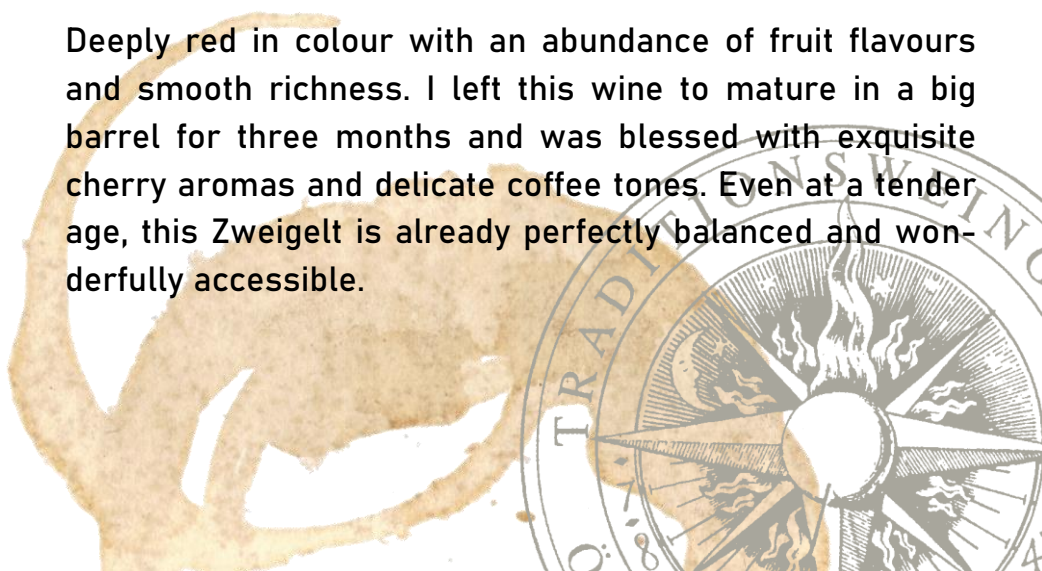 Deeply red in colour with an abundance of fruit flavours
and smooth richness. I left this wine to mature in a big
barrel for three months and was blessed with exquisite
cherry aromas and delicate coffee tones. Even at a tender
age, this Zweigelt is already perfectly balanced and won-
derfully accessible.